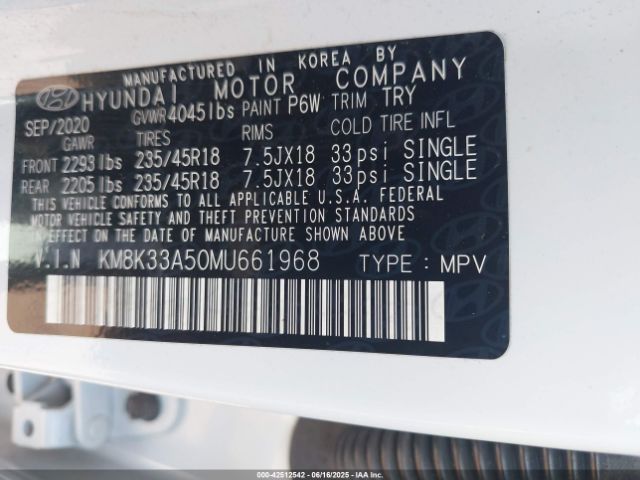 MANUFACTURED IN KOREA BY
HYUNDAI MOTOR COMPANY
SEP/2020 GVWR 4045lbs PAINT P6W TRIM TRY
GAWR TIRES RIMS COLD TIRE INFL
FRONT 2293 lbs 235/45R18 7.5JX18 33psi SINGLE
REAR 2205 lbs 235/45R18 7.5JX18 33psi SINGLE
THIS VEHICLE CONFORMS TO ALL APPLICABLE U.S.A. FEDERAL
MOTOR VEHICLE SAFETY AND THEFT PREVENTION STANDARDS
IN EFFECT ON THE DATE OF MANUFACTURE SHOWN ABOVE.
V.I.N KM8K33A50MU661968 TYPE : MPV
000-42512542 - 06/16/2025 - IAA Inc.